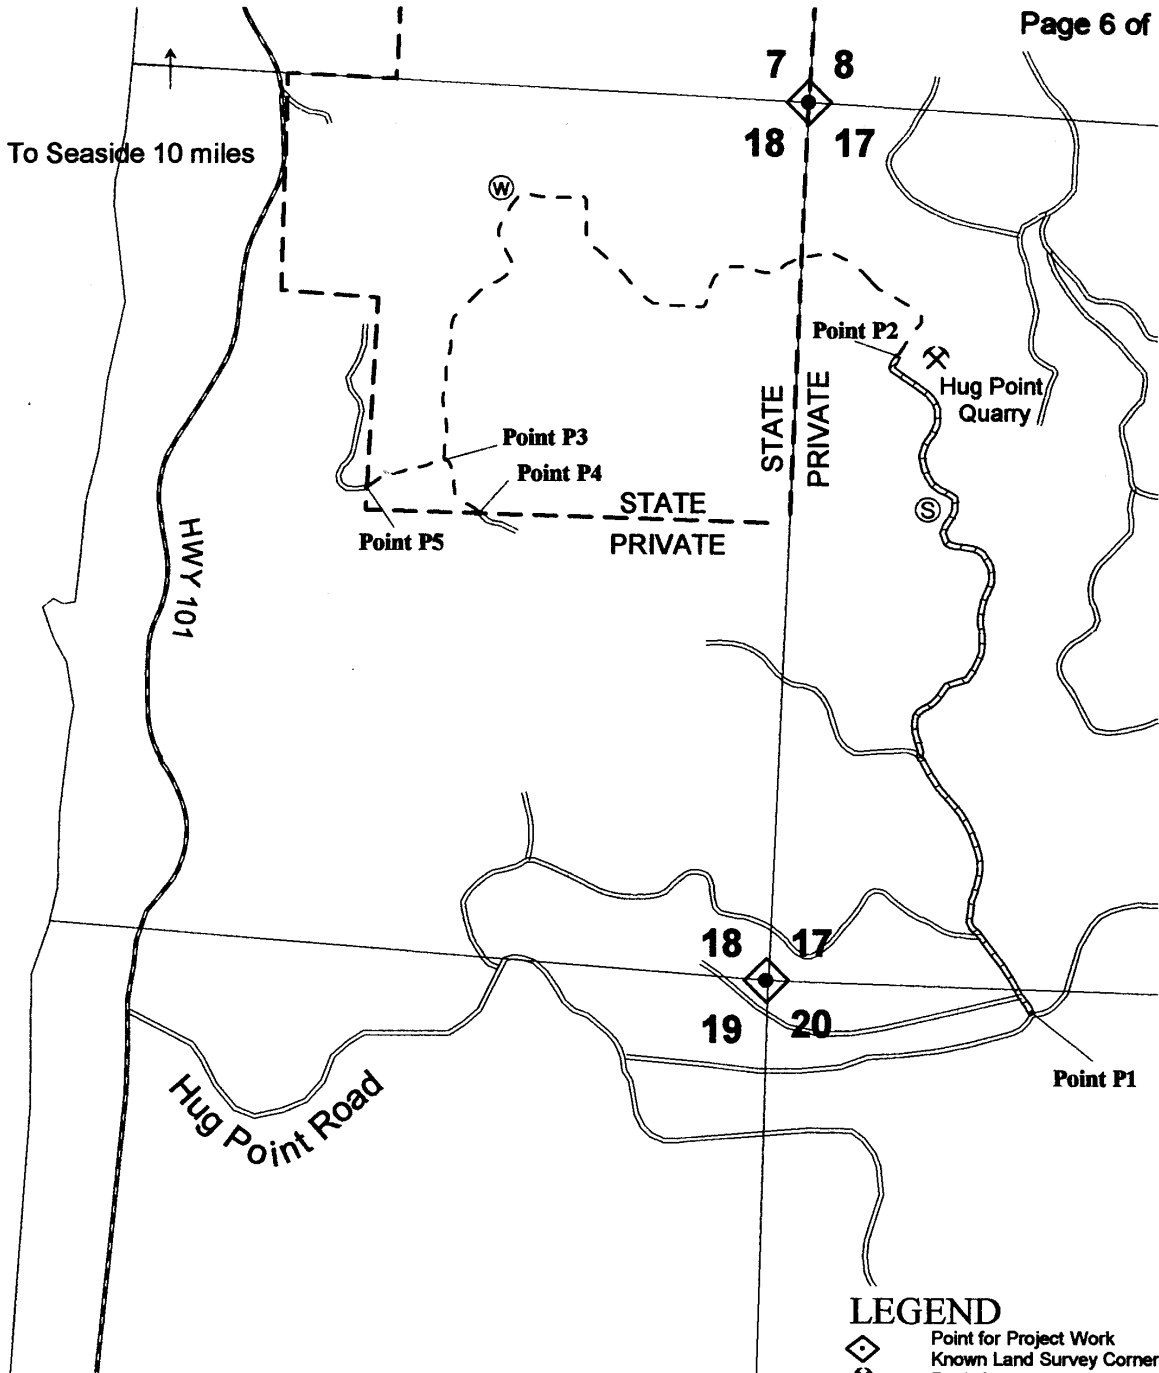 Page 6 of
7 8
18 17
To Seaside 10 miles
W
Point P2
Hug Point
Quarry
STATE
PRIVATE
Point P3
Point P4
STATE
PRIVATE
Point P5
S
HWY 101
18 17
19 20
Point P1
Hug Point Road
LEGEND
Point for Project Work
Known Land Survey Corner